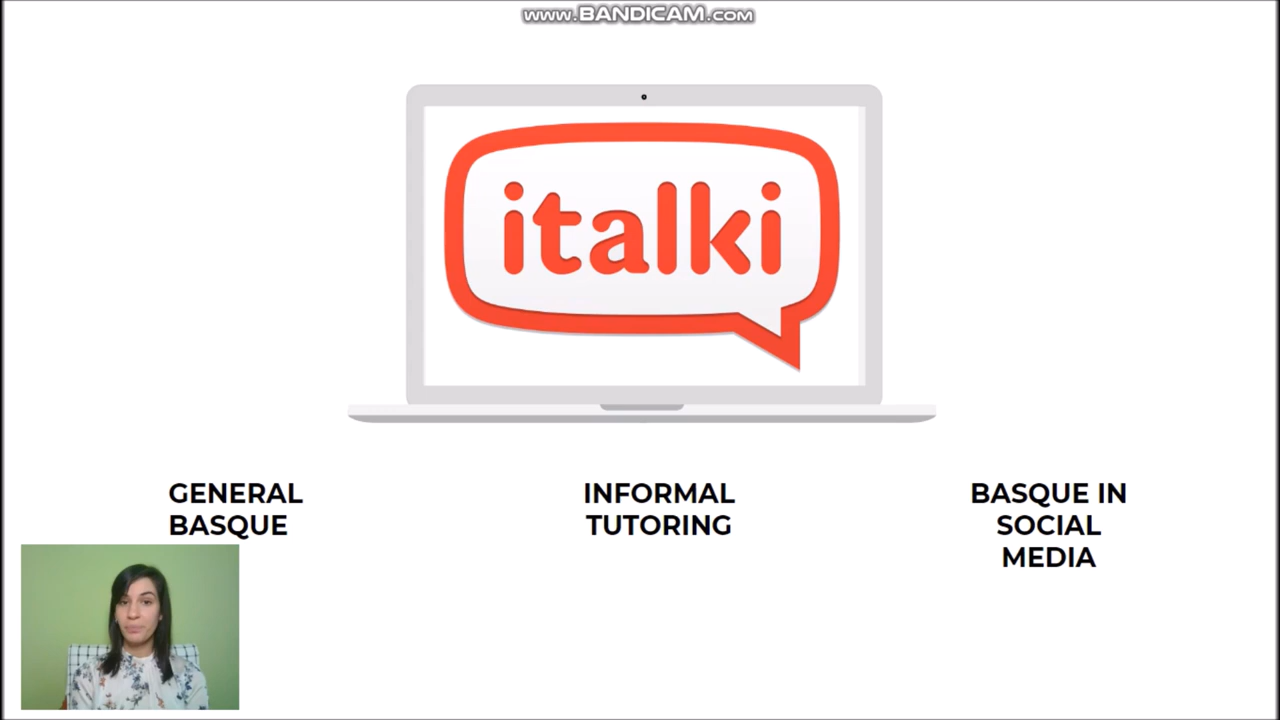 WWW.BANDICAM.COM
italki
GENERAL
BASQUE
INFORMAL
TUTORING
BASQUE IN
SOCIAL
MEDIA